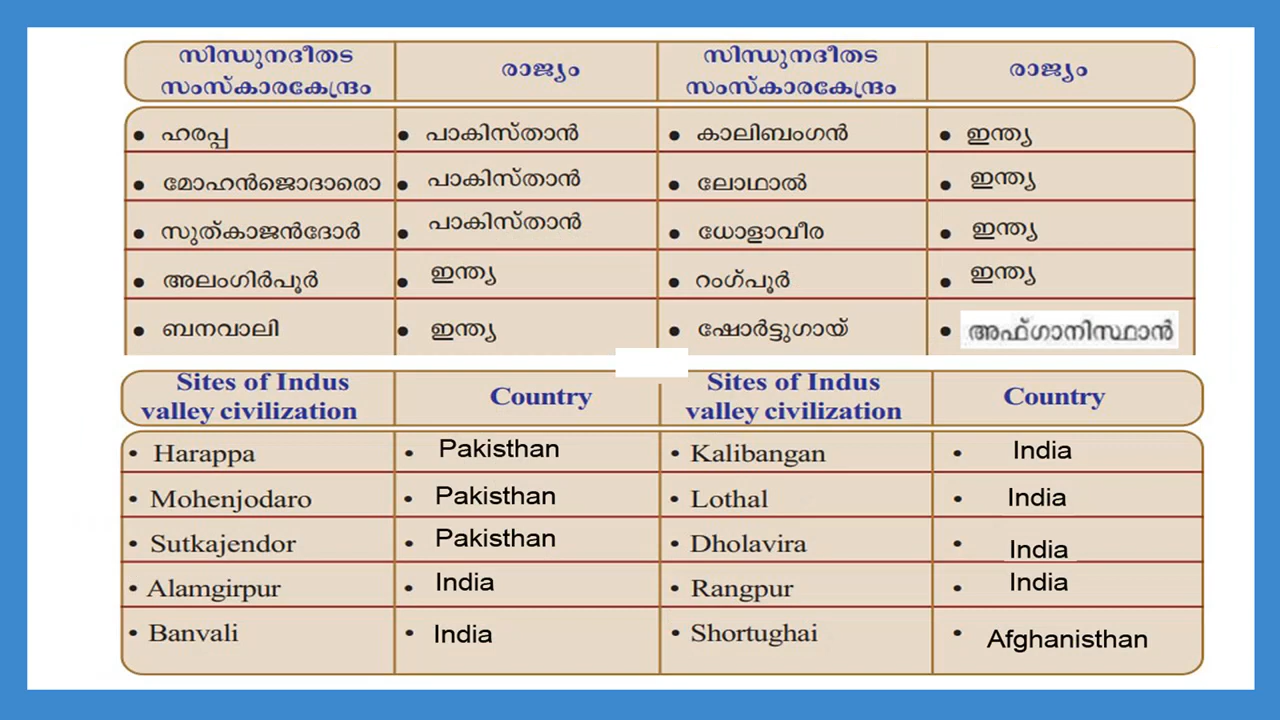 സിന്ധുനദീതട സംസ്കാരകേന്ദ്രം രാജ്യം സിന്ധുനദീതട സംസ്കാരകേന്ദ്രം രാജ്യം
• ഹരപ്പ • പാകിസ്താൻ • കാലിബംഗൻ • ഇന്ത്യ
• മോഹൻജൊദാരൊ • പാകിസ്താൻ • ലോഥാൽ • ഇന്ത്യ
• സുത്കാജൻദോർ • പാകിസ്താൻ • ധോളാവീര • ഇന്ത്യ
• അലംഗിർപൂർ • ഇന്ത്യ • റംഗ്പൂർ • ഇന്ത്യ
• ബനവാലി • ഇന്ത്യ • ഷോർട്ടുഗായ് • അഫ്ഗാനിസ്ഥാൻ
Sites of Indus valley civilization Country Sites of Indus valley civilization Country
• Harappa • Pakisthan • Kalibangan • India
• Mohenjodaro • Pakisthan • Lothal • India
• Sutkajendor • Pakisthan • Dholavira • India
• Alamgirpur • India • Rangpur • India
• Banvali • India • Shortughai • Afghanisthan